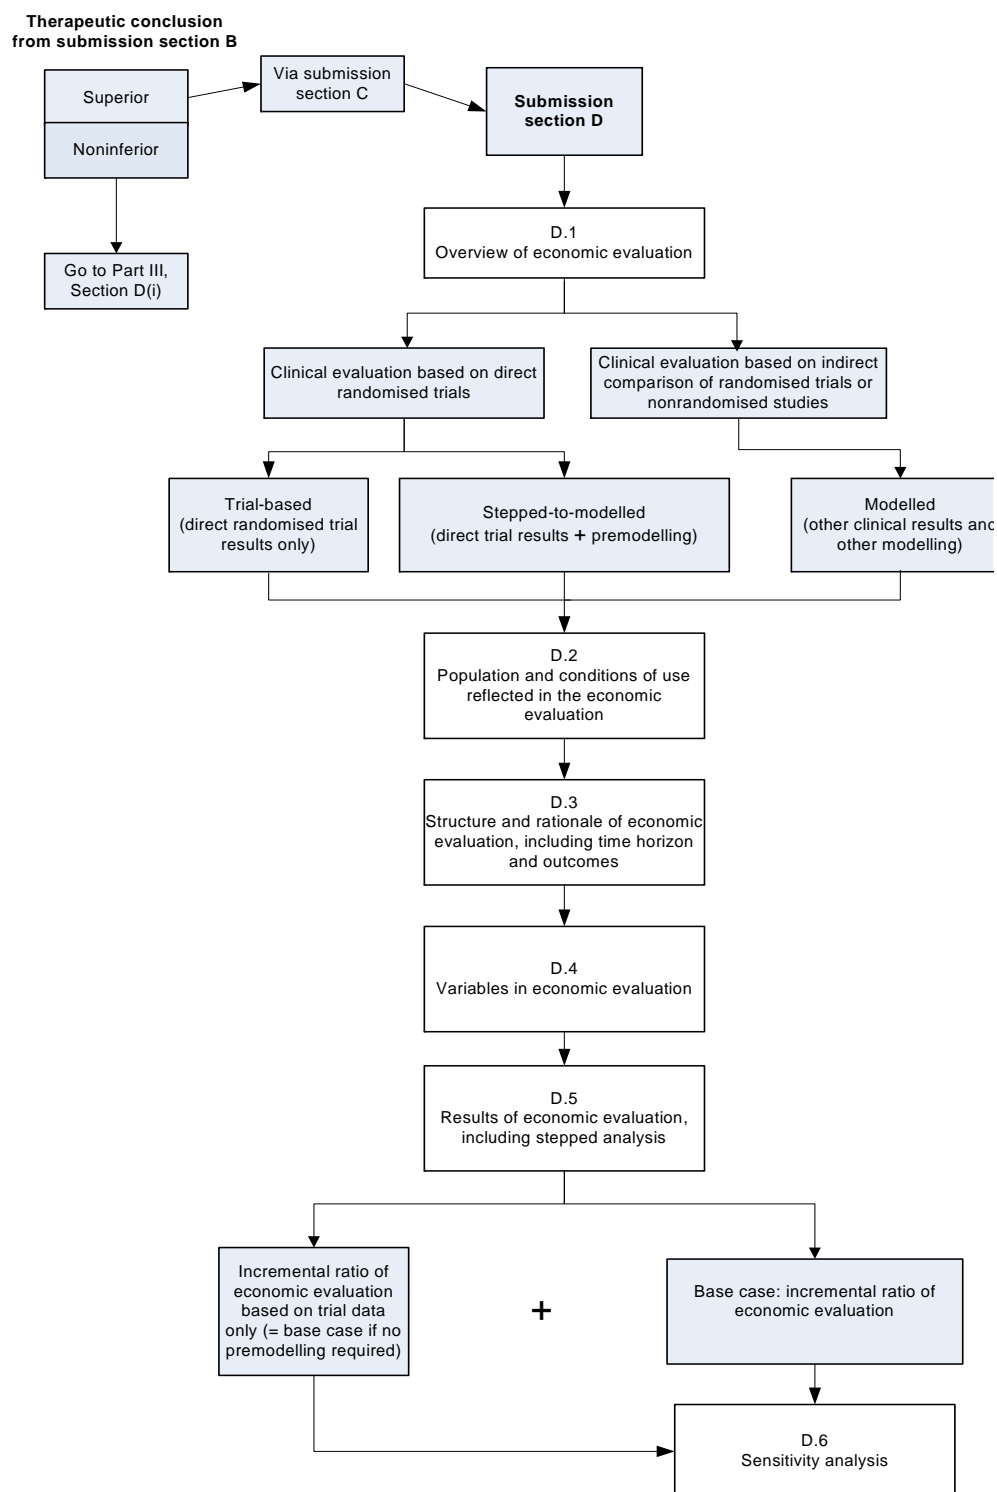 Therapeutic conclusion
from submission section B
Superior
Noninferior
Via submission
section C
Submission
section D
Go to Part III,
Section D(i)
D.1
Overview of economic evaluation
Clinical evaluation based on direct
randomised trials
Clinical evaluation based on indirect
comparison of randomised trials or
nonrandomised studies
Trial-based
(direct randomised trial
results only)
Stepped-to-modelled
(direct trial results + premodelling)
Modelled
(other clinical results and
other modelling)
D.2
Population and conditions of use
reflected in the economic
evaluation
D.3
Structure and rationale of economic
evaluation, including time horizon
and outcomes
D.4
Variables in economic evaluation
D.5
Results of economic evaluation,
including stepped analysis
Incremental ratio of
economic evaluation
based on trial data
only (= base case if no
premodelling required)
+
Base case: incremental ratio of
economic evaluation
D.6
Sensitivity analysis